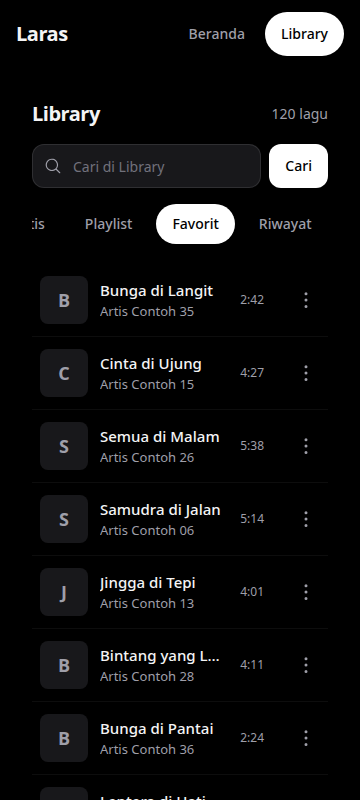 Laras
Beranda
Library
Library
120 lagu
Cari di Library
Cari
Playlist
Favorit
Riwayat
B
Bunga di Langit
Artis Contoh 35
2:42
C
Cinta di Ujung
Artis Contoh 15
4:27
S
Semua di Malam
Artis Contoh 26
5:38
S
Samudra di Jalan
Artis Contoh 06
5:14
J
Jingga di Tepi
Artis Contoh 13
4:01
B
Bintang yang L...
Artis Contoh 28
4:11
B
Bunga di Pantai
Artis Contoh 36
2:24